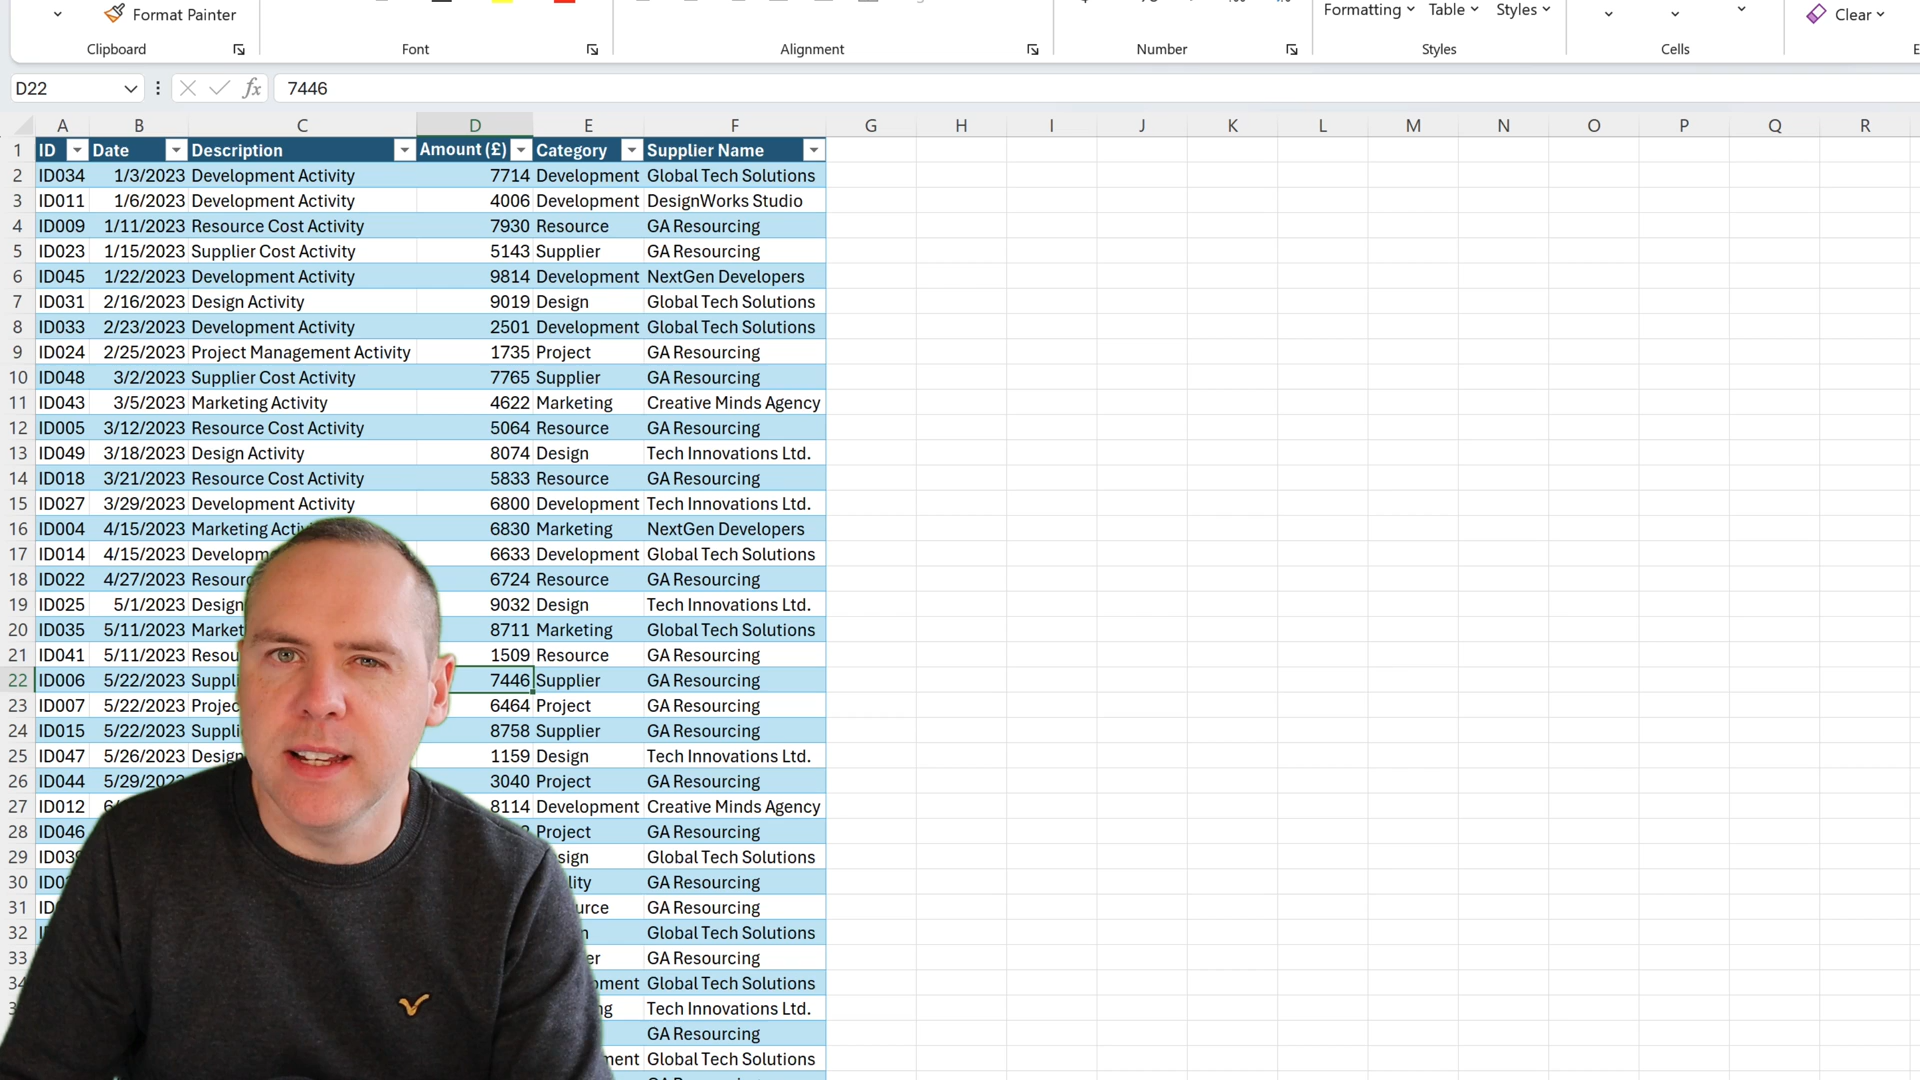 Format Painter Formatting Table Styles Clear
Clipboard Font Alignment Number Styles Cells
D22 fx 7446
A B C D E F G H I J K L M N O P Q R
1 ID Date Description Amount (£) Category Supplier Name
2 ID034 1/3/2023 Development Activity 7714 Development Global Tech Solutions
3 ID011 1/6/2023 Development Activity 4006 Development DesignWorks Studio
4 ID009 1/11/2023 Resource Cost Activity 7930 Resource GA Resourcing
5 ID023 1/15/2023 Supplier Cost Activity 5143 Supplier GA Resourcing
6 ID045 1/22/2023 Development Activity 9814 Development NextGen Developers
7 ID031 2/16/2023 Design Activity 9019 Design Global Tech Solutions
8 ID033 2/23/2023 Development Activity 2501 Development Global Tech Solutions
9 ID024 2/25/2023 Project Management Activity 1735 Project GA Resourcing
10 ID048 3/2/2023 Supplier Cost Activity 7765 Supplier GA Resourcing
11 ID043 3/5/2023 Marketing Activity 4622 Marketing Creative Minds Agency
12 ID005 3/12/2023 Resource Cost Activity 5064 Resource GA Resourcing
13 ID049 3/18/2023 Design Activity 8074 Design Tech Innovations Ltd.
14 ID018 3/21/2023 Resource Cost Activity 5833 Resource GA Resourcing
15 ID027 3/29/2023 Development Activity 6800 Development Tech Innovations Ltd.
16 ID004 4/15/2023 Marketing 6830 Marketing NextGen Developers
17 ID014 4/15/2023 6633 Development Global Tech Solutions
18 ID022 4/27/2023 6724 Resource GA Resourcing
19 ID025 5/1/2023 Design 9032 Design Tech Innovations Ltd.
20 ID035 5/11/2023 8711 Marketing Global Tech Solutions
21 ID041 5/11/2023 1509 Resource GA Resourcing
22 ID006 5/22/2023 7446 Supplier GA Resourcing
23 ID007 5/22/2023 6464 Project GA Resourcing
24 ID015 5/22/2023 8758 Supplier GA Resourcing
25 ID047 5/26/2023 Design 1159 Design Tech Innovations Ltd.
26 ID044 3040 Project GA Resourcing
27 ID012 8114 Development Creative Minds Agency
28 ID046 Project GA Resourcing
29 Global Tech Solutions
30 GA Resourcing
31 GA Resourcing
32 Global Tech Solutions
33 GA Resourcing
34 Global Tech Solutions
Tech Innovations Ltd.
GA Resourcing
Global Tech Solutions